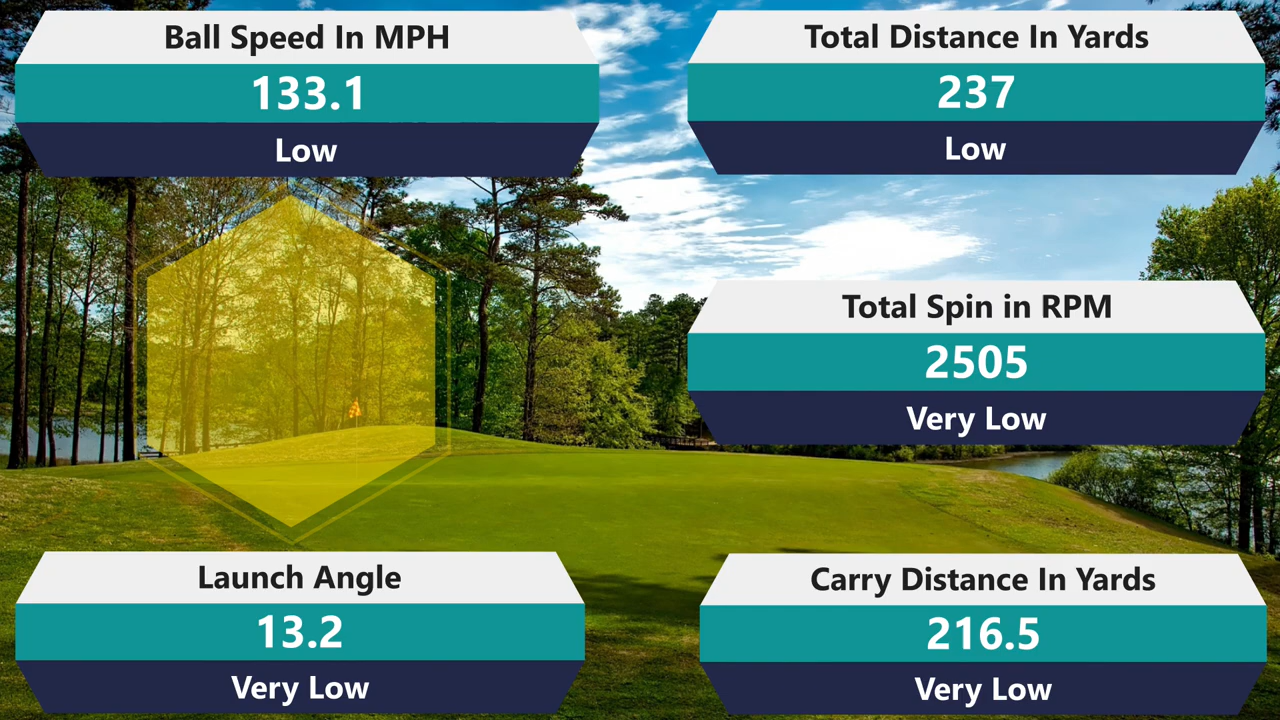 Ball Speed In MPH
133.1
Low
Total Distance In Yards
237
Low
Total Spin in RPM
2505
Very Low
Launch Angle
13.2
Very Low
Carry Distance In Yards
216.5
Very Low